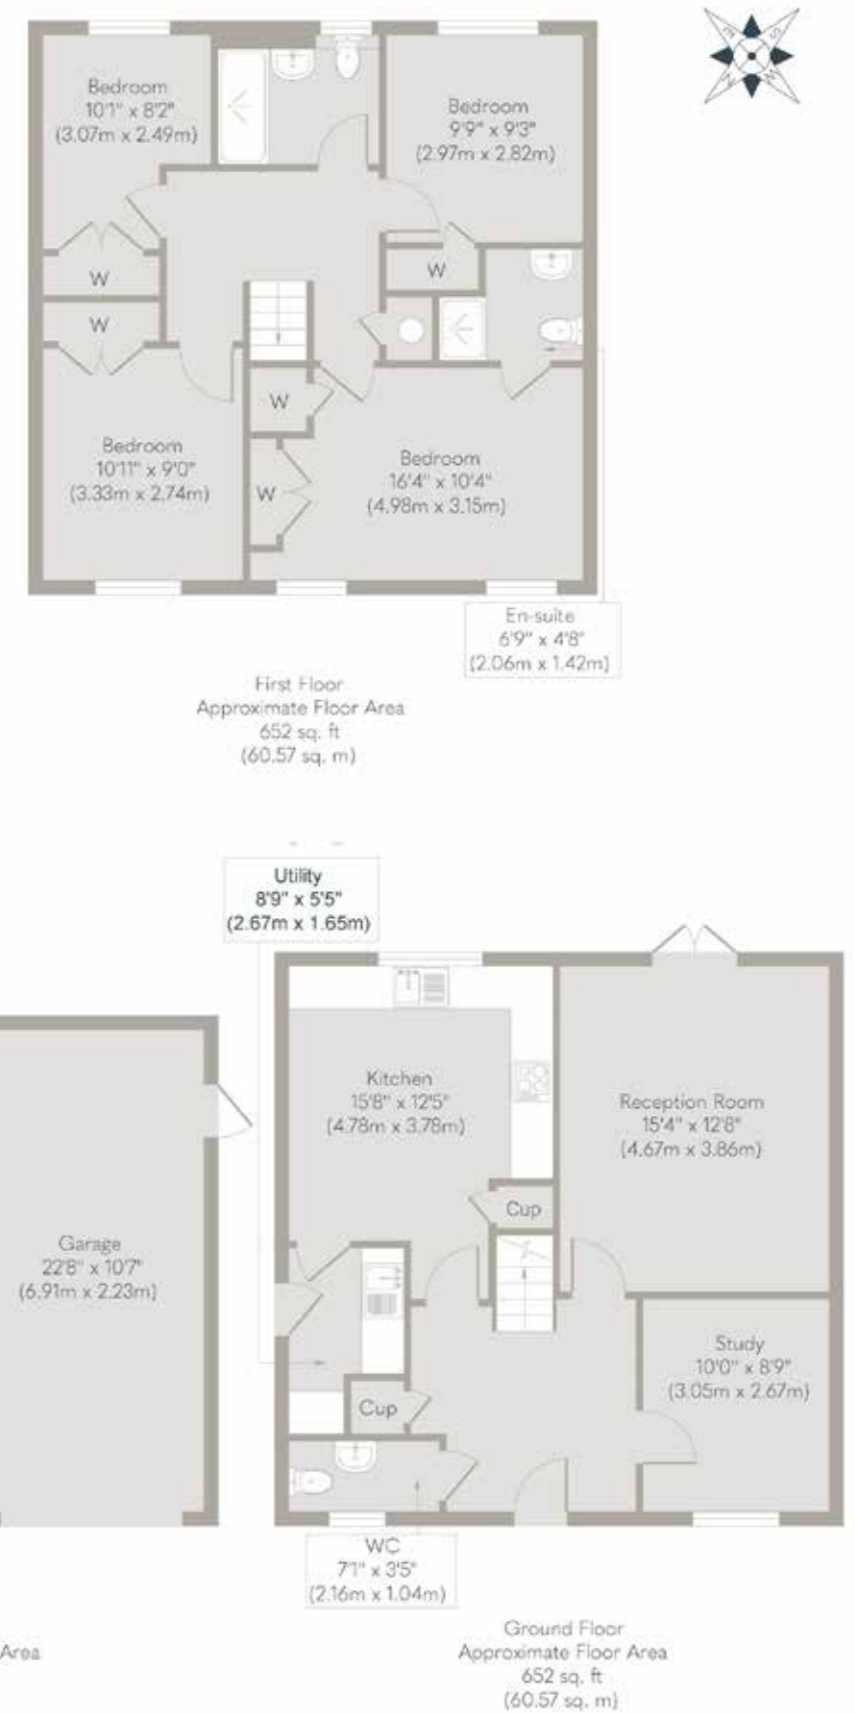 Bedroom
10'1" x 8'2"
(3.07m x 2.49m)
Bedroom
9'9" x 9'3"
(2.97m x 2.82m)
W
W
W
W
W
Bedroom
10'11" x 9'0"
(3.33m x 2.74m)
Bedroom
16'4" x 10'4"
(4.98m x 3.15m)
En-suite
6'9" x 4'8"
(2.06m x 1.42m)
First Floor
Approximate Floor Area
652 sq. ft
(60.57 sq. m)
Utility
8'9" x 5'5"
(2.67m x 1.65m)
Kitchen
15'8" x 12'5"
(4.78m x 3.78m)
Reception Room
15'4" x 12'8"
(4.67m x 3.86m)
Cup
Garage
22'8" x 10'7"
(6.91m x 2.23m)
Study
10'0" x 8'9"
(3.05m x 2.67m)
Cup
WC
7'1" x 3'5"
(2.16m x 1.04m)
Area
Ground Floor
Approximate Floor Area
652 sq. ft
(60.57 sq. m)